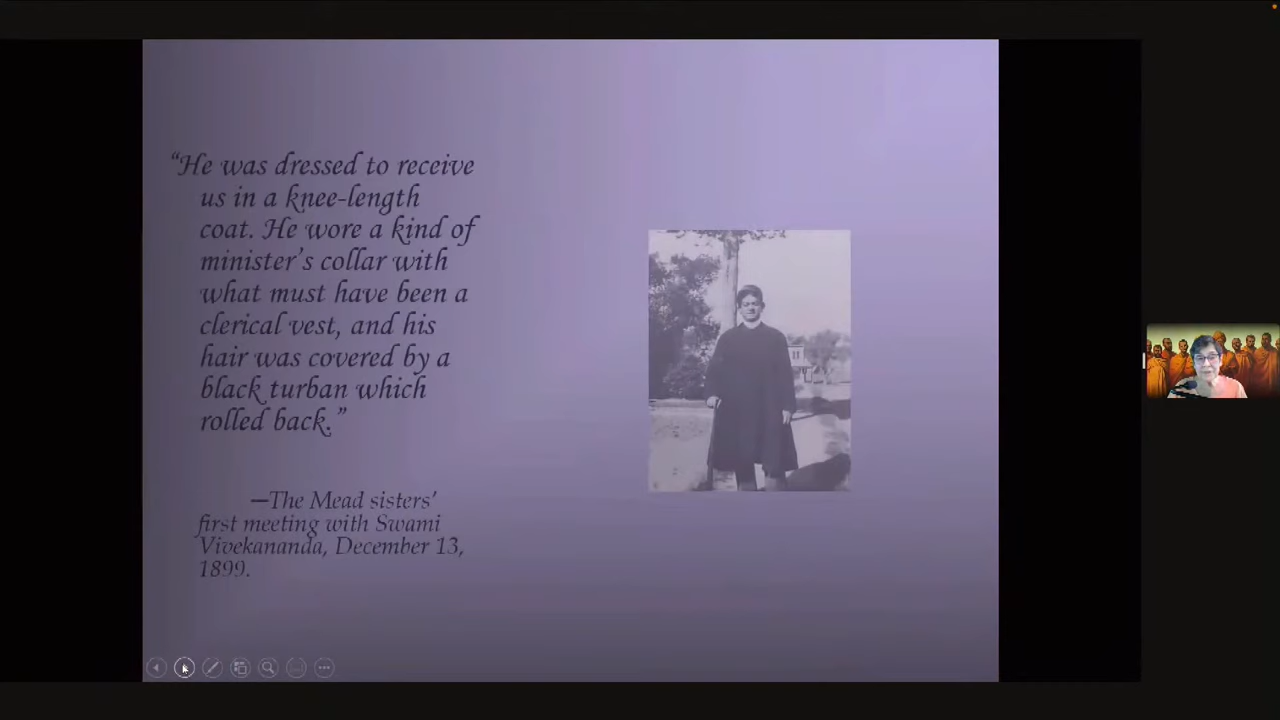 “He was dressed to receive
us in a knee-length
coat. He wore a kind of
minister’s collar with
what must have been a
clerical vest, and his
hair was covered by a
black turban which
rolled back.”
—The Mead sisters’
first meeting with Swami
Vivekananda, December 13,
1899.